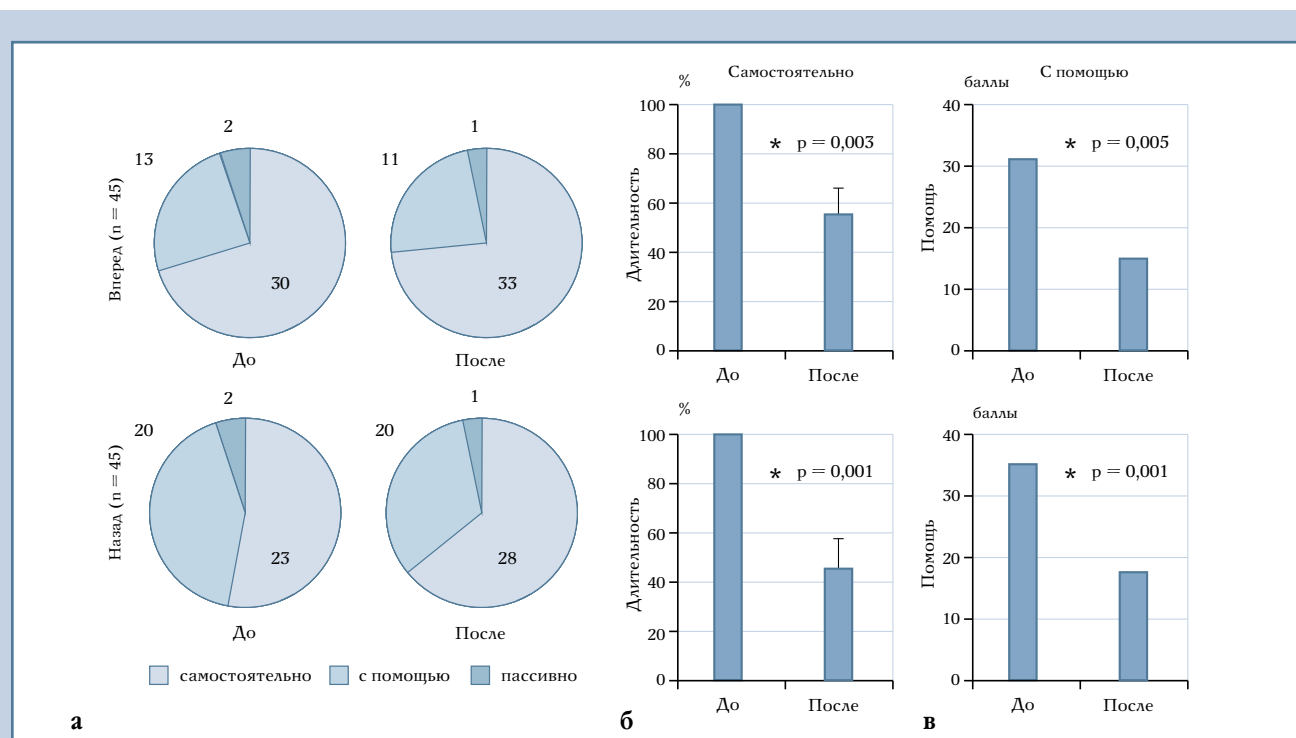 2
13
Вперед (n = 45)
30
До
1
11
33
После
2
20
Назад (n = 45)
23
До
1
20
28
После
самостоятельно
с помощью
пассивно
а
%
Самостоятельно
Длительность
100
80
60
40
20
0
* p = 0,003
До
После
%
Длительность
100
80
60
40
20
0
* p = 0,001
До
После
б
баллы
С помощью
Помощь
40
30
20
10
0
* p = 0,005
До
После
баллы
Помощь
40
30
20
10
0
* p = 0,001
До
После
в